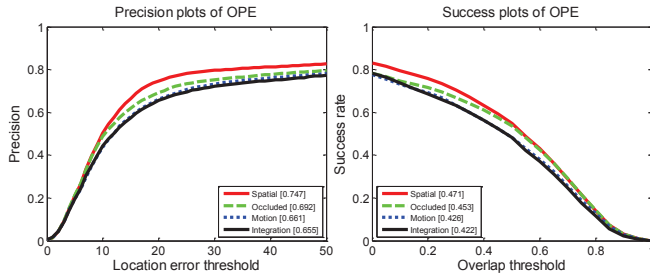 Precision plots of OPE
Precision
1
0.8
0.6
0.4
0.2
0
0 10 20 30 40 50
Location error threshold
Spatial [0.747]
Occluded [0.692]
Motion [0.661]
Integration [0.655]
Success plots of OPE
Success rate
1
0.8
0.6
0.4
0.2
0
0 0.2 0.4 0.6 0.8 1
Overlap threshold
Spatial [0.471]
Occluded [0.453]
Motion [0.426]
Integration [0.422]